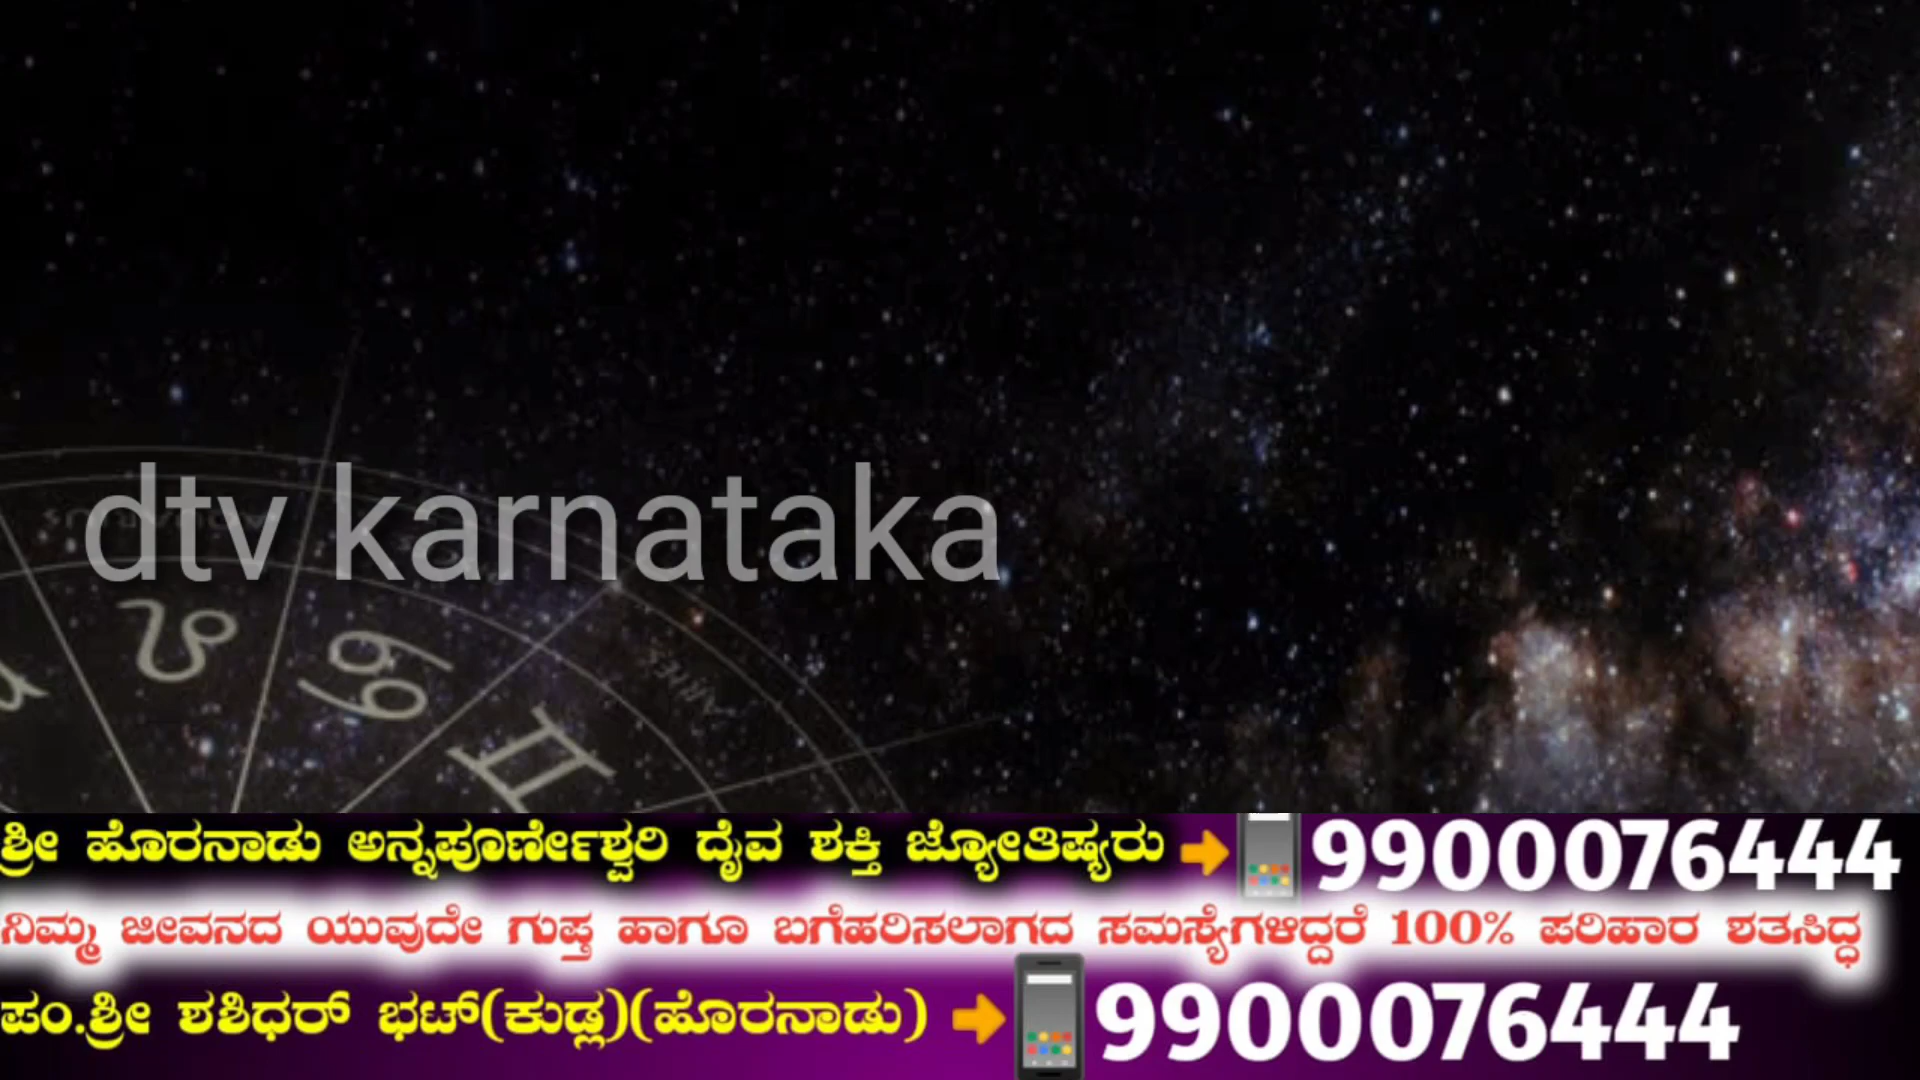 dtv karnataka
ಶ್ರೀ ಹೊರನಾಡು ಅನ್ನಪೂರ್ಣೇಶ್ವರಿ ದೈವ ಶಕ್ತಿ ಜ್ಯೋತಿಷ್ಯರು 9900076444
ನಿಮ್ಮ ಜೀವನದ ಯುವುದೇ ಗುಪ್ತ ಹಾಗೂ ಬಗೆಹರಿಸಲಾಗದ ಸಮಸ್ಯೆಗಳಿದ್ದರೆ 100% ಪರಿಹಾರ ಶತಸಿದ್ಧ
ಪಂ.ಶ್ರೀ ಶಶಿಧರ್ ಭಟ್(ಕುಡ್ಲ)(ಹೊರನಾಡು) 9900076444